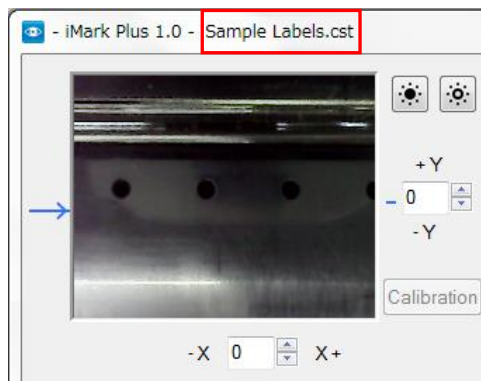 - iMark Plus 1.0 - Sample Labels.cst
+Y
0
-Y
Calibration
-X 0 X+